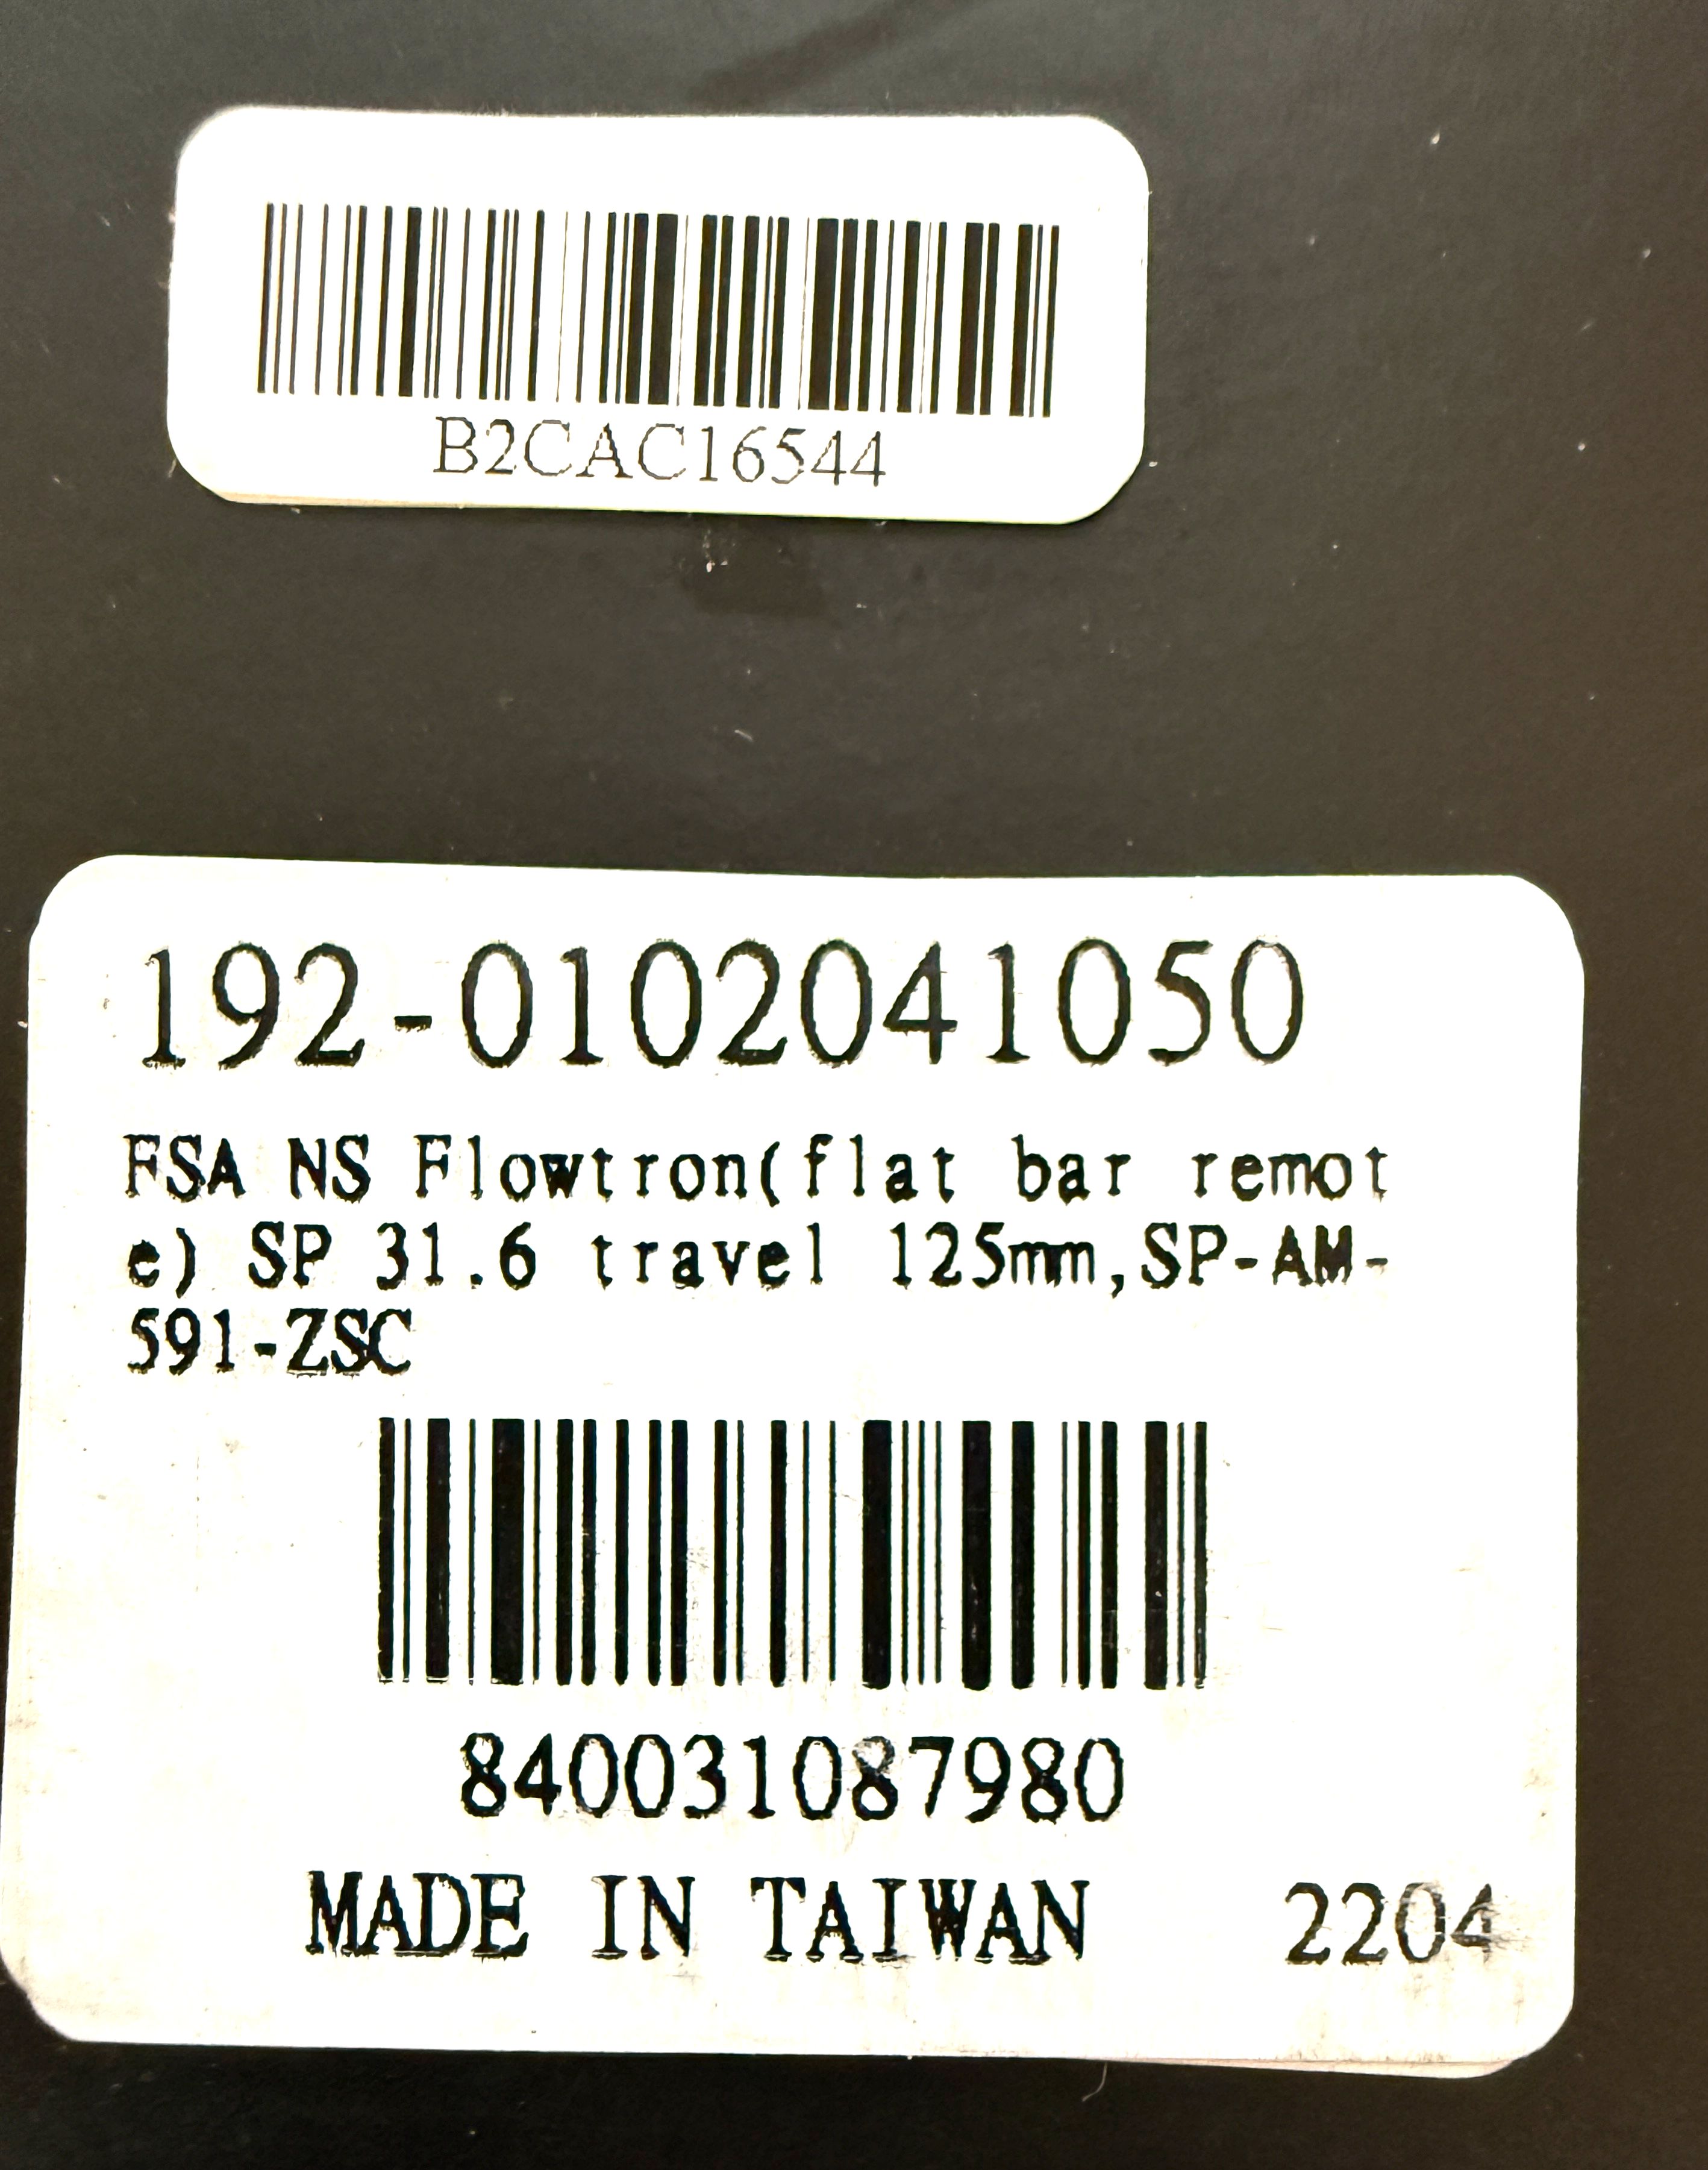 B2CAC16544
192-0102041050
FSA NS Flowtron(flat bar remot
e) SP 31.6 travel 125mm,SP-AM-
591-ZSC
840031087980
MADE IN TAIWAN 2204